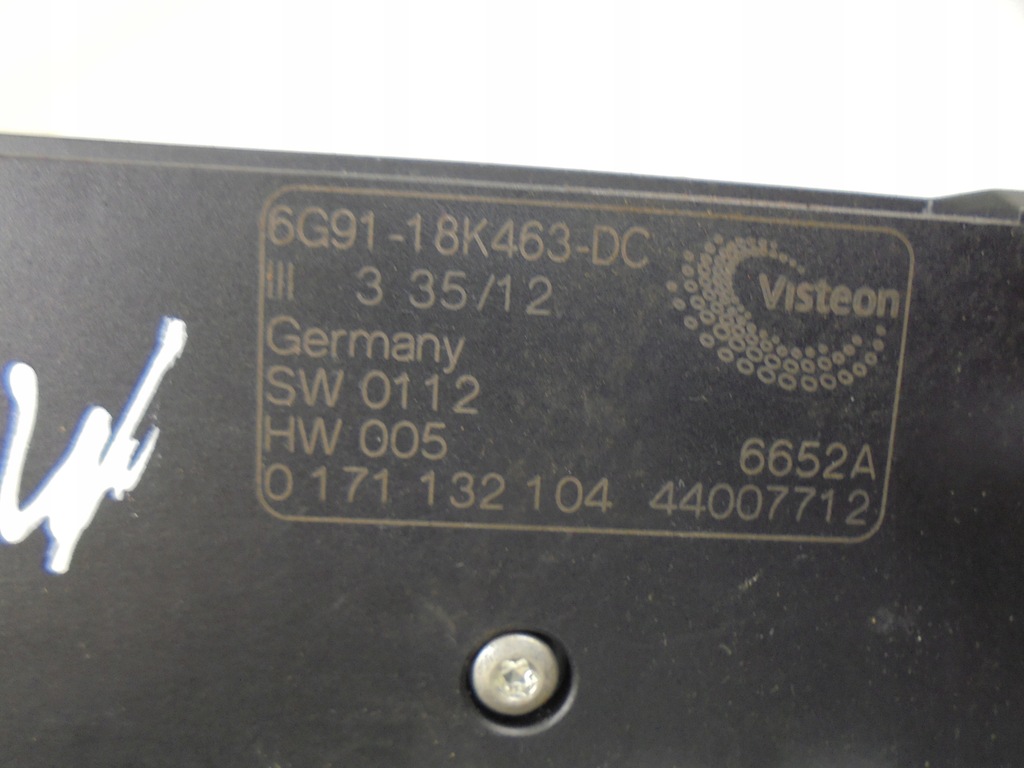 6G91-18K463-DC
III 3 35/12
Visteon
Germany
SW 0112
HW 005
6652A
0 171 132 104 44007712